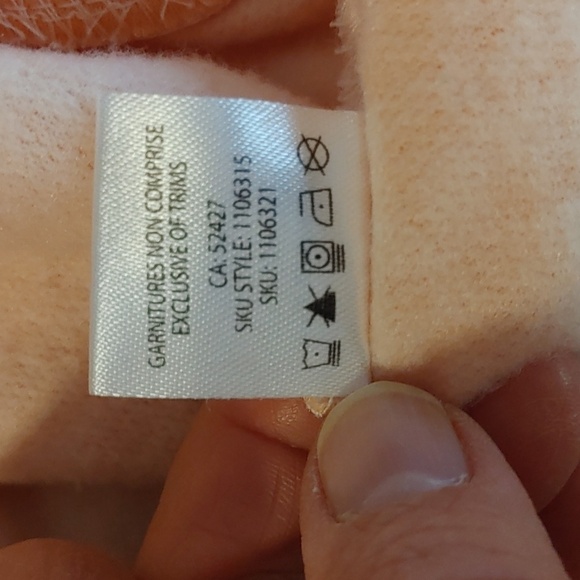 GARNITURES NON COMPRISE
EXCLUSIVE OF TRIMS
CA: 52427
SKU STYLE: 1106315
SKU: 1106321